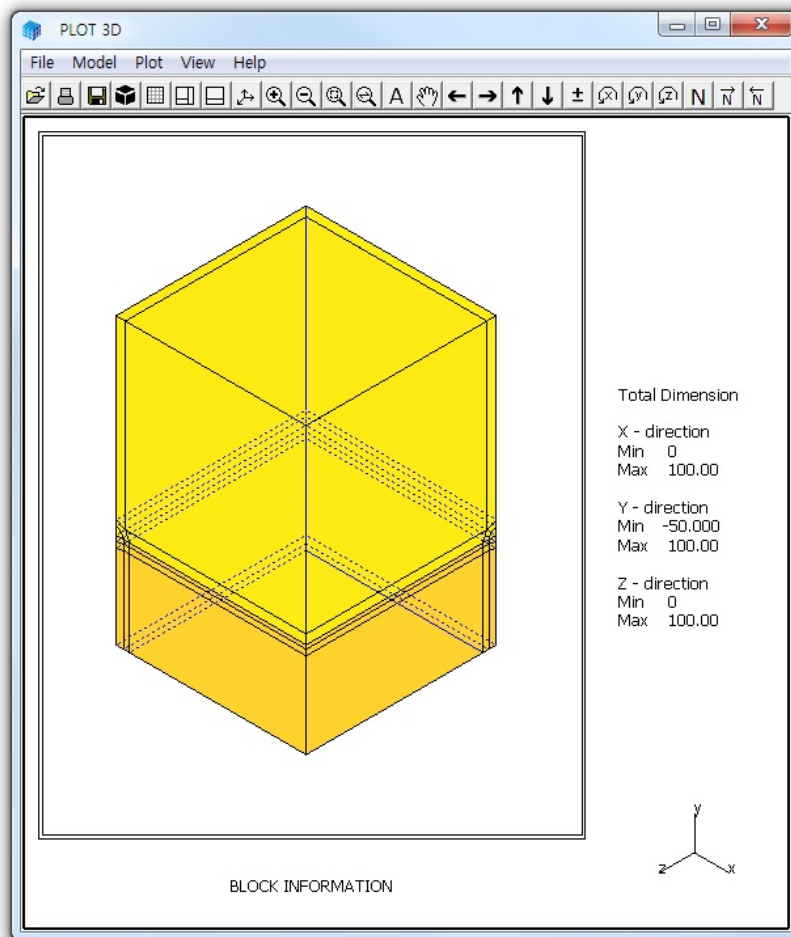 PLOT 3D
File Model Plot View Help
A X Y Z N N N
Total Dimension
X - direction
Min 0
Max 100.00
Y - direction
Min -50.000
Max 100.00
Z - direction
Min 0
Max 100.00
y
z x
BLOCK INFORMATION